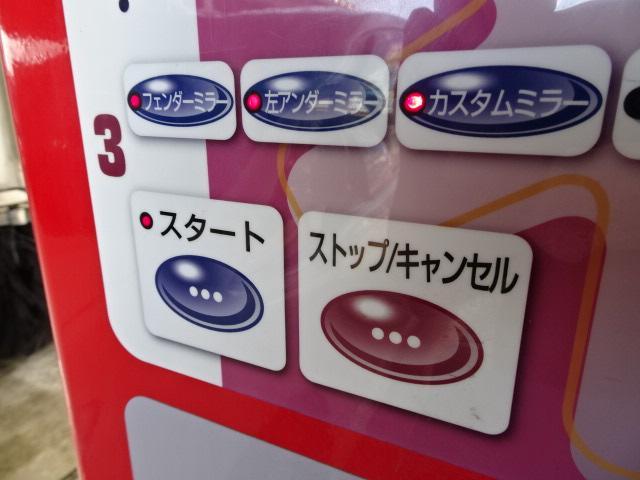 フェンダーミラー
左アンダーミラー
カスタムミラー
3
スタート
ストップ/キャンセル